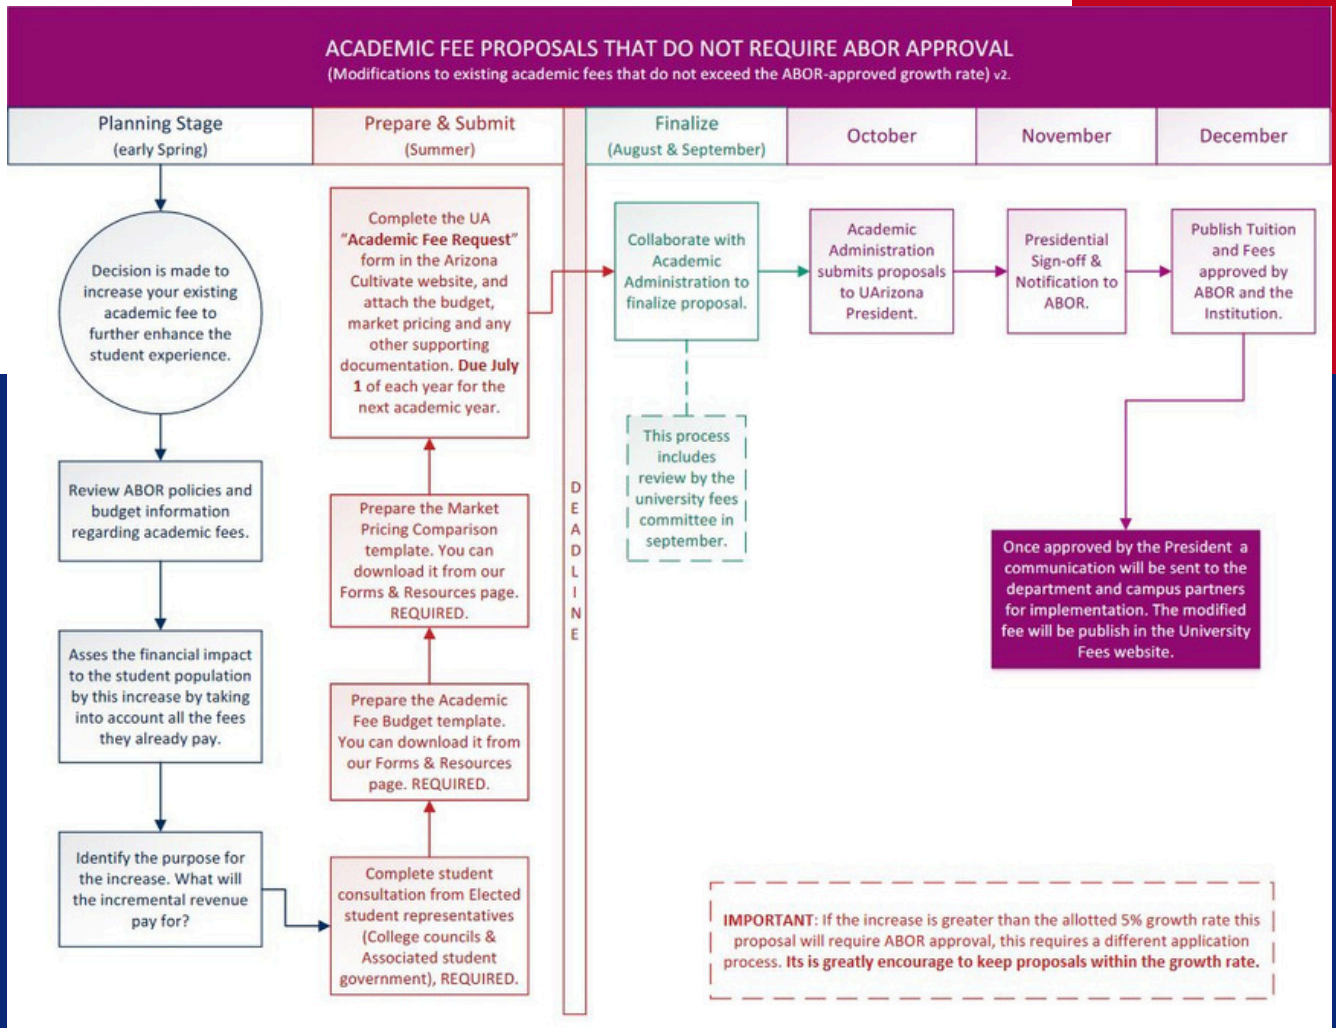 ACADEMIC FEE PROPOSALS THAT DO NOT REQUIRE ABOR APPROVAL
(Modifications to existing academic fees that do not exceed the ABOR-approved growth rate) v2.
Planning Stage
(early Spring)
Prepare & Submit
(Summer)
Finalize
(August & September)
October
November
December
Decision is made to
increase your existing
academic fee to
further enhance the
student experience.
Review ABOR policies and
budget information
regarding academic fees.
Asses the financial impact
to the student population
by this increase by taking
into account all the fees
they already pay.
Identify the purpose for
the increase. What will
the incremental revenue
pay for?
Complete student
consultation from Elected
student representatives
(College councils &
Associated student
government), REQUIRED.
Prepare the Academic
Fee Budget template.
You can download it from
our Forms & Resources
page. REQUIRED.
Prepare the Market
Pricing Comparison
template. You can
download it from our
Forms & Resources page.
REQUIRED.
Complete the UA
“Academic Fee Request”
form in the Arizona
Cultivate website, and
attach the budget,
market pricing and any
other supporting
documentation. Due July
1 of each year for the
next academic year.
DEADLINE
Collaborate with
Academic
Administration to
finalize proposal.
This process
includes
review by the
university fees
committee in
september.
Academic
Administration
submits proposals
to UArizona
President.
Presidential
Sign-off &
Notification to
ABOR.
Publish Tuition
and Fees
approved by
ABOR and the
Institution.
Once approved by the President a
communication will be sent to the
department and campus partners
for implementation. The modified
fee will be publish in the University
Fees website.
IMPORTANT: If the increase is greater than the allotted 5% growth rate this
proposal will require ABOR approval, this requires a different application
process. Its is greatly encourage to keep proposals within the growth rate.